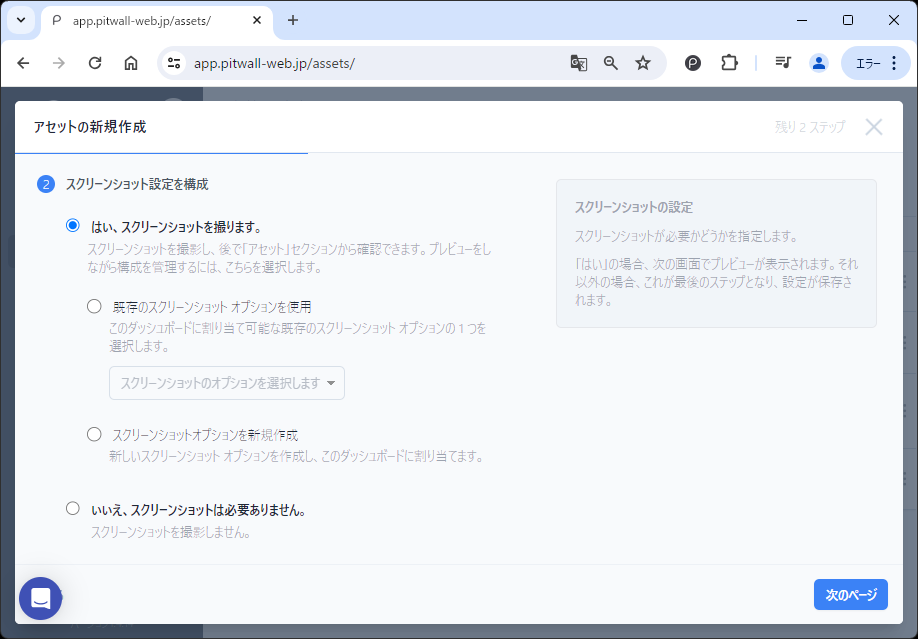 app.pitwall-web.jp/assets/
app.pitwall-web.jp/assets/
エラー
アセットの新規作成
残り 2 ステップ
2 スクリーンショット設定を構成
はい、スクリーンショットを撮ります。
スクリーンショットを撮影し、後で「アセット」セクションから確認できます。プレビューをし
ながら構成を管理するには、こちらを選択します。
既存のスクリーンショット オプションを使用
このダッシュボードに割り当て可能な既存のスクリーンショット オプションの 1 つを
選択します。
スクリーンショットのオプションを選択します
スクリーンショットオプションを新規作成
新しいスクリーンショット オプションを作成し、このダッシュボードに割り当てます。
いいえ、スクリーンショットは必要ありません。
スクリーンショットを撮影しません。
スクリーンショットの設定
スクリーンショットが必要かどうかを指定します。
「はい」の場合、次の画面でプレビューが表示されます。それ
以外の場合、これが最後のステップとなり、設定が保存さ
れます。
次のページ